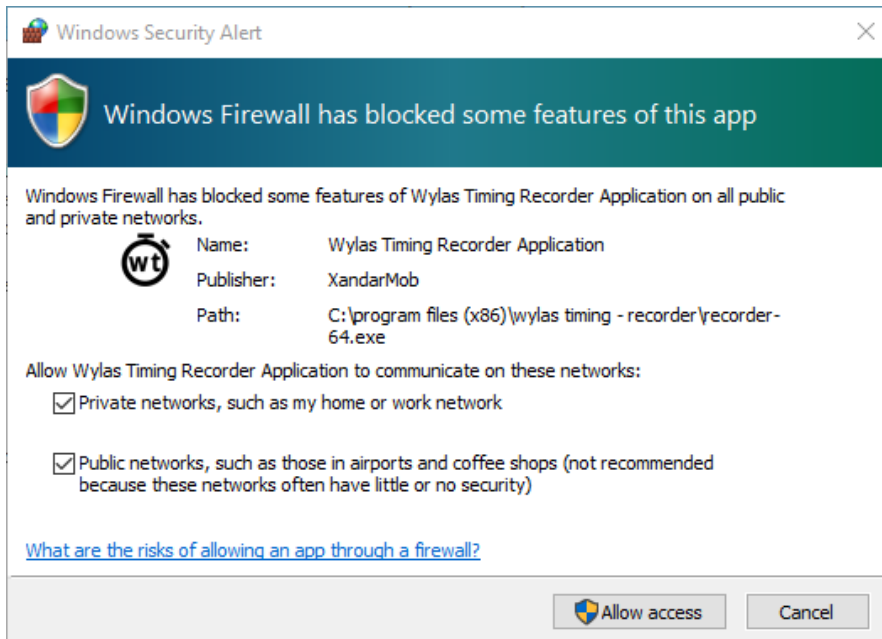 Windows Security Alert
Windows Firewall has blocked some features of this app
Windows Firewall has blocked some features of Wylas Timing Recorder Application on all public
and private networks.
wt
Name: Wylas Timing Recorder Application
Publisher: XandarMob
Path: C:\program files (x86)\wylas timing - recorder\recorder-
64.exe
Allow Wylas Timing Recorder Application to communicate on these networks:
Private networks, such as my home or work network
Public networks, such as those in airports and coffee shops (not recommended
because these networks often have little or no security)
What are the risks of allowing an app through a firewall?
Allow access Cancel